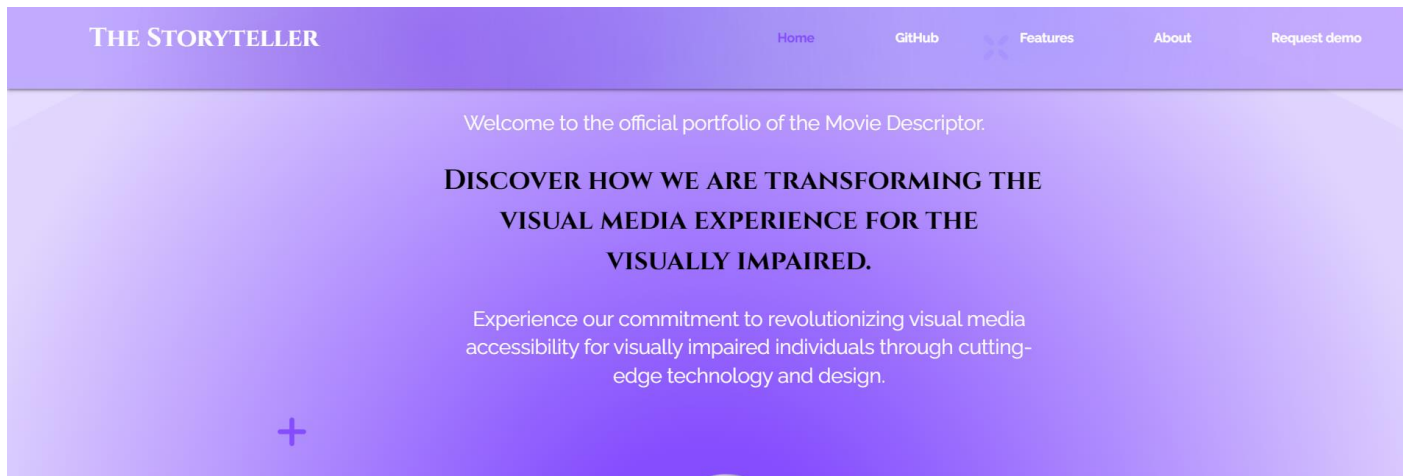 The Storyteller
Home
GitHub
Features
About
Request demo
Welcome to the official portfolio of the Movie Descriptor.
Discover how we are transforming the
visual media experience for the
visually impaired.
Experience our commitment to revolutionizing visual media
accessibility for visually impaired individuals through cutting-
edge technology and design.